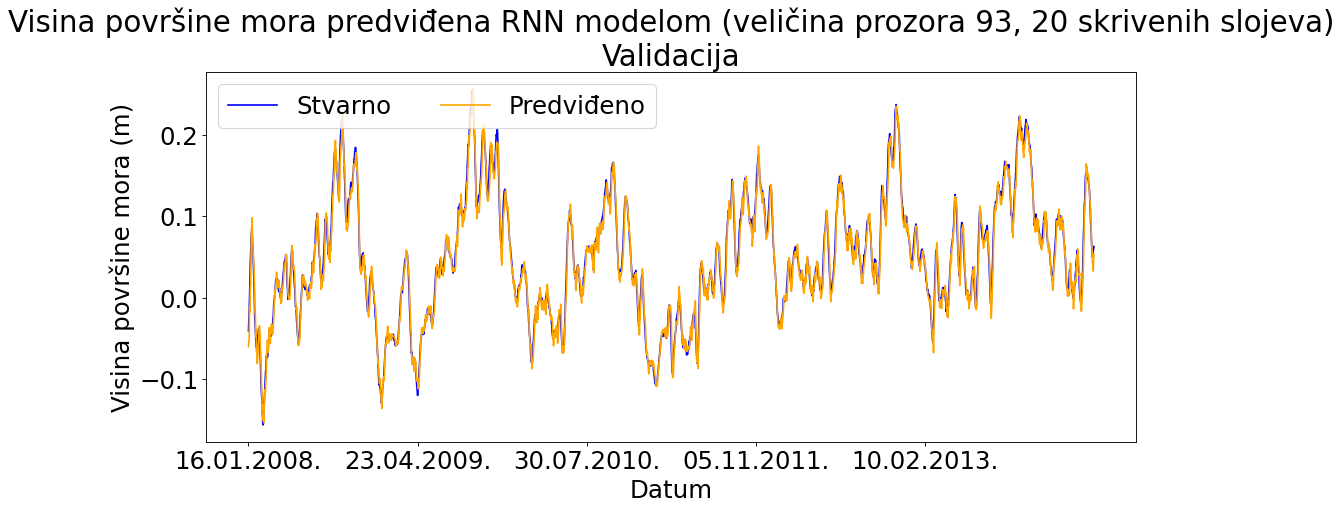 Visina površine mora predviđena RNN modelom (veličina prozora 93, 20 skrivenih slojeva)
Validacija
Stvarno Predviđeno
Visina površine mora (m)
0.2
0.1
0.0
−0.1
16.01.2008. 23.04.2009. 30.07.2010. 05.11.2011. 10.02.2013.
Datum